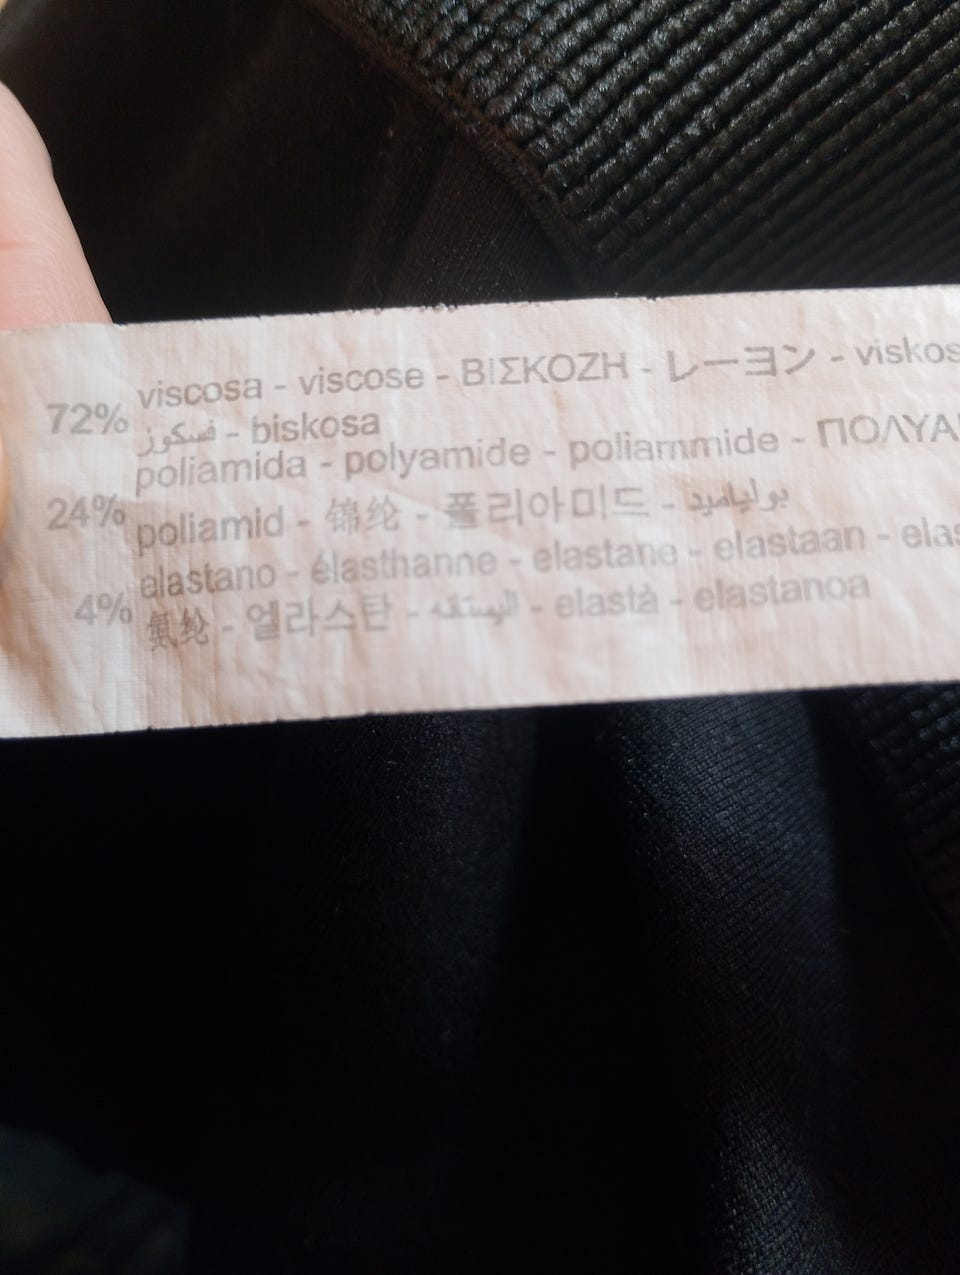 72% viscosa - viscose - ΒΙΣΚΟΖΗ - レーヨン - viskos
فسكوز - biskosa
poliamida - polyamide - poliammide - ΠΟΛΥΑ
24% poliamid - 锦纶 - 폴리아미드 - بولياميد
elastano - élasthanne - elastane - elastaan - elas
4% 氨纶 - 엘라스탄 - - elastà - elastanoa